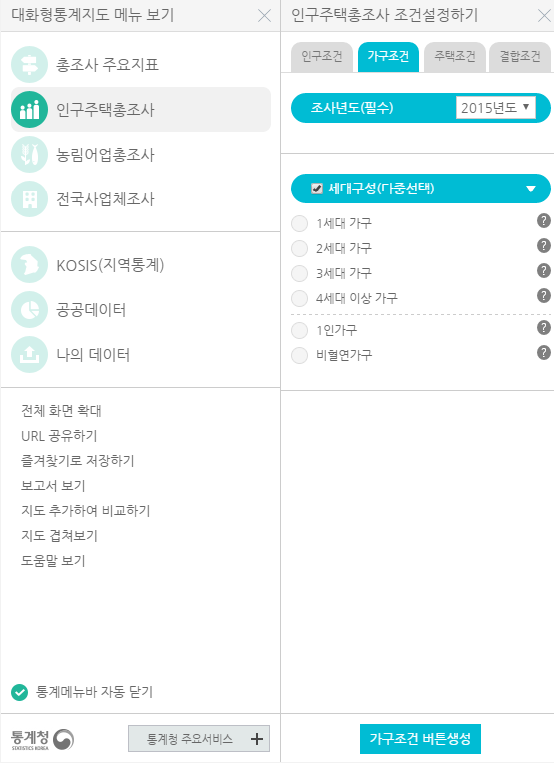 대화형통계지도 메뉴 보기
총조사 주요지표
인구주택총조사
농림어업총조사
전국사업체조사
KOSIS(지역통계)
공공데이터
나의 데이터
전체 화면 확대
URL 공유하기
즐겨찾기로 저장하기
보고서 보기
지도 추가하여 비교하기
지도 겹쳐보기
도움말 보기
통계메뉴바 자동 닫기
통계청
STATISTICS KOREA
통계청 주요서비스
인구주택총조사 조건설정하기
인구조건
가구조건
주택조건
결합조건
조사년도(필수)
2015년도
세대구성(다중선택)
1세대 가구 ?
2세대 가구 ?
3세대 가구 ?
4세대 이상 가구 ?
1인가구 ?
비혈연가구 ?
가구조건 버튼생성